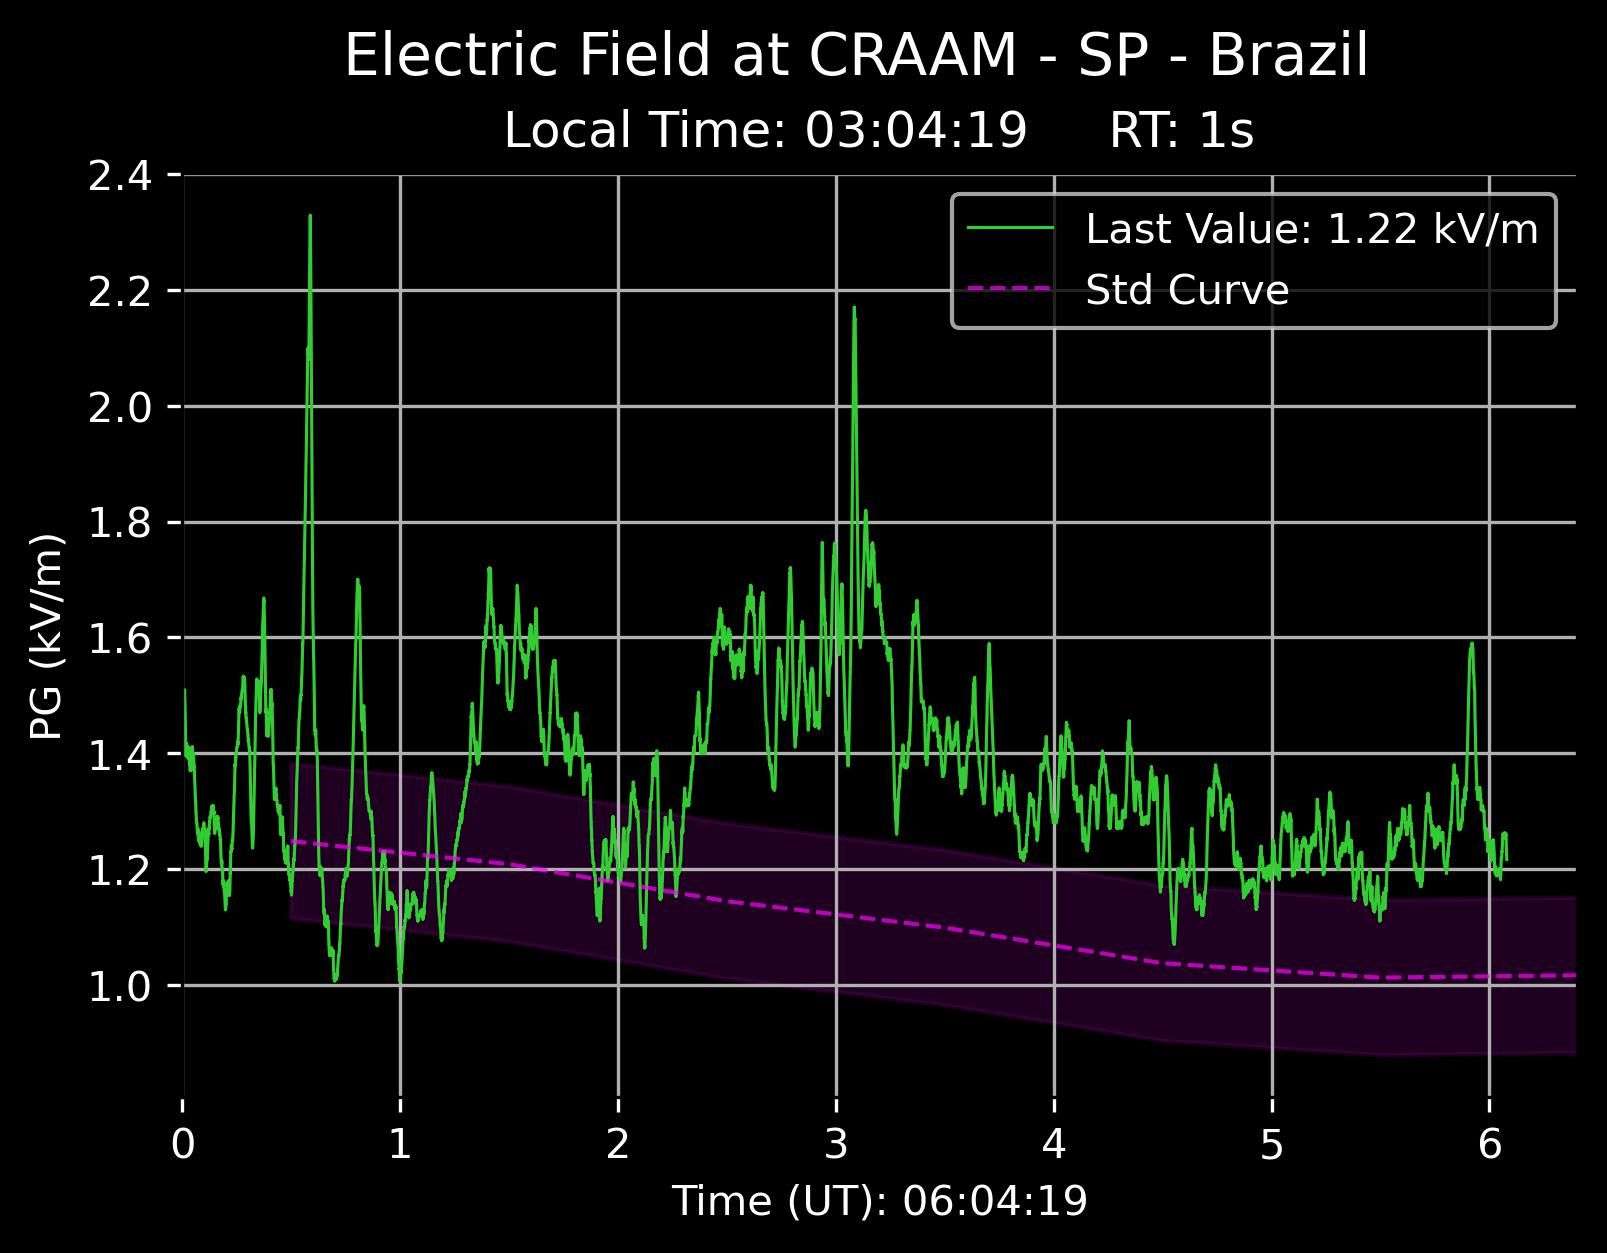 Electric Field at CRAAM - SP - Brazil
Local Time: 03:04:19 RT: 1s
Last Value: 1.22 kV/m
Std Curve
PG (kV/m)
2.4
2.2
2.0
1.8
1.6
1.4
1.2
1.0
0 1 2 3 4 5 6
Time (UT): 06:04:19